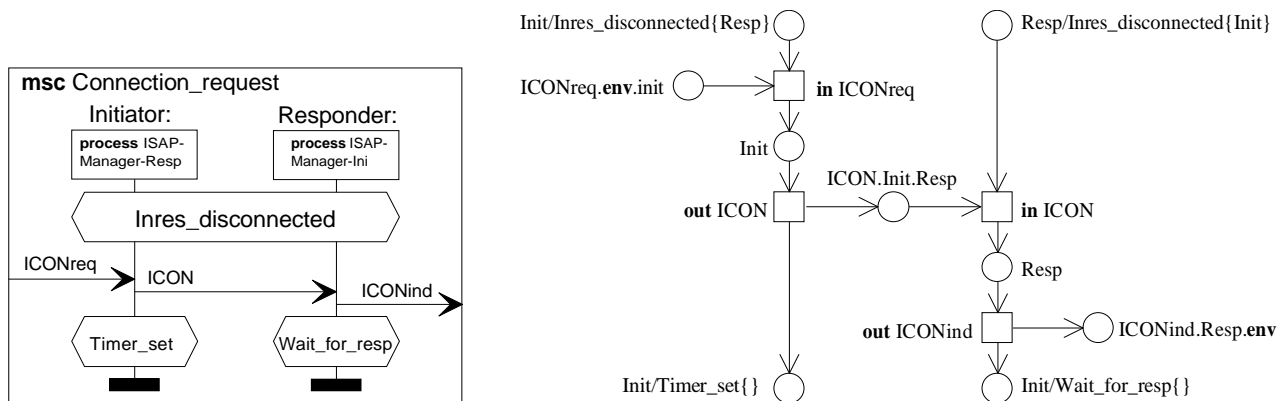 msc Connection_request
Initiator:
Responder:
process ISAP-
Manager-Resp
process ISAP-
Manager-Ini
Inres_disconnected
ICONreq
ICON
ICONind
Timer_set
Wait_for_resp
Init/Inres_disconnected{Resp}
Resp/Inres_disconnected{Init}
ICONreq.env.init
in ICONreq
Init
ICON.Init.Resp
out ICON
in ICON
Resp
out ICONind
ICONind.Resp.env
Init/Timer_set{}
Init/Wait_for_resp{}